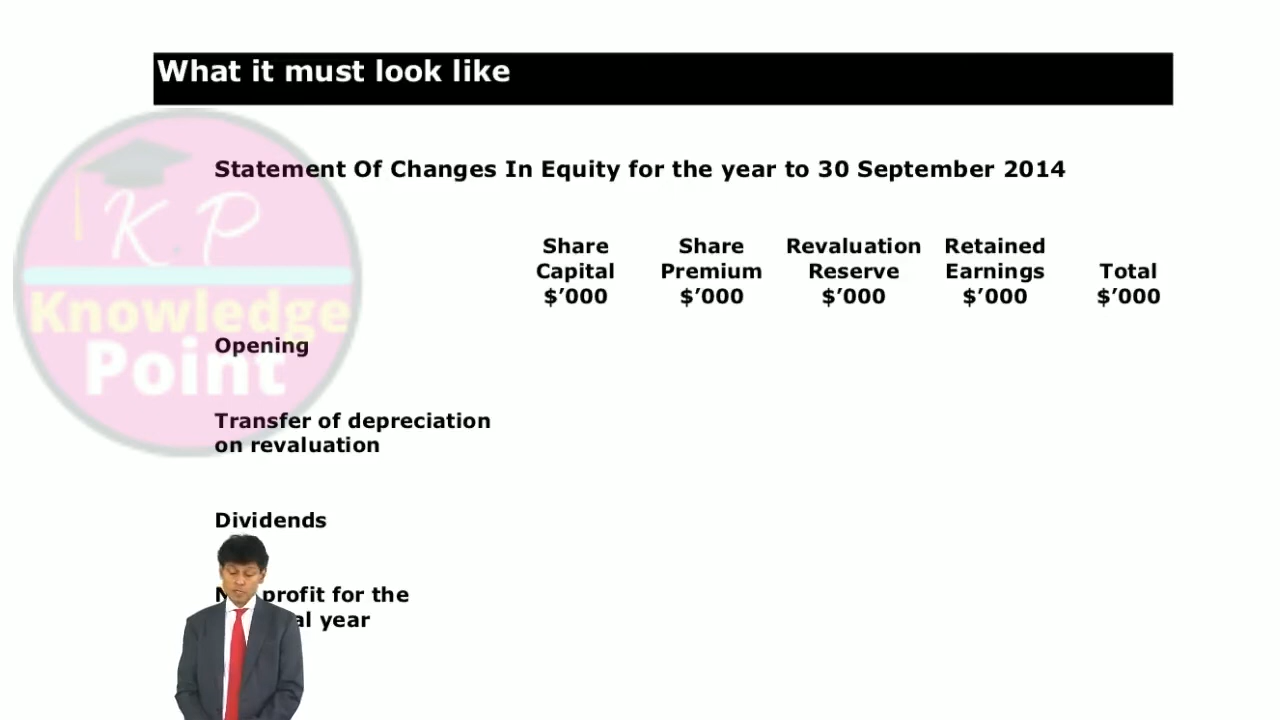 What it must look like
Statement Of Changes In Equity for the year to 30 September 2014
Share Share Revaluation Retained
Capital Premium Reserve Earnings Total
$’000 $’000 $’000 $’000 $’000
K.P
Knowledge
Point
Opening
Transfer of depreciation
on revaluation
Dividends
profit for the
year